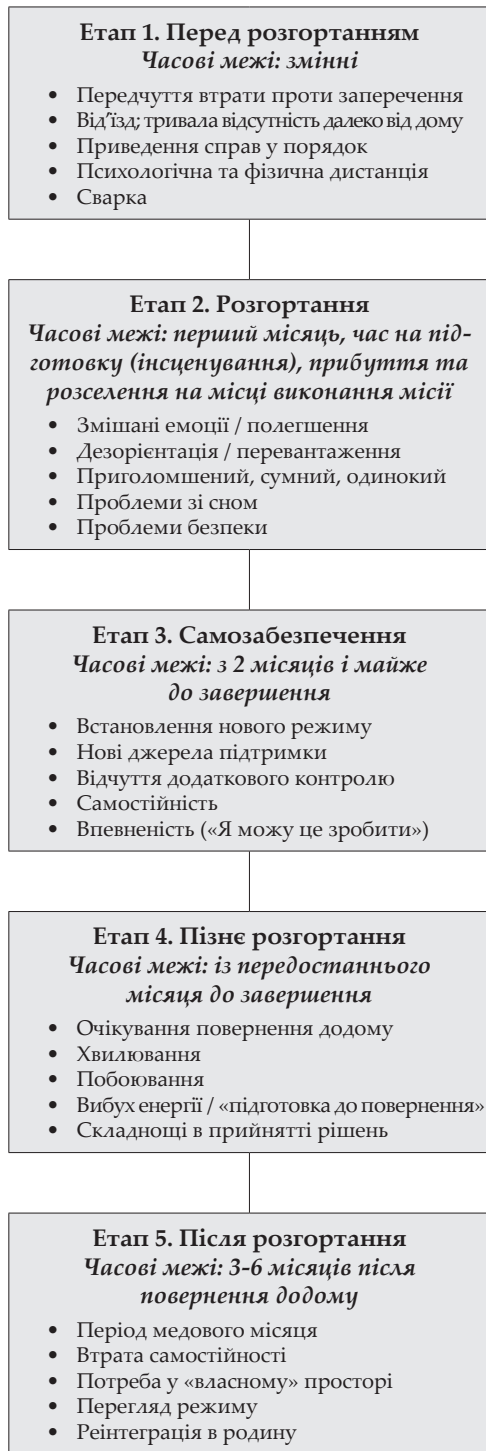 Етап 1. Перед розгортанням
Часові межі: змінні
• Передчуття втрати проти заперечення
• Від’їзд; тривала відсутність далеко від дому
• Приведення справ у порядок
• Психологічна та фізична дистанція
• Сварка
Етап 2. Розгортання
Часові межі: перший місяць, час на під-
готовку (інсценування), прибуття та
розселення на місці виконання місії
• Змішані емоції / полегшення
• Дезорієнтація / перевантаження
• Приголомшений, сумний, одинокий
• Проблеми зі сном
• Проблеми безпеки
Етап 3. Самозабезпечення
Часові межі: з 2 місяців і майже
до завершення
• Встановлення нового режиму
• Нові джерела підтримки
• Відчуття додаткового контролю
• Самостійність
• Впевненість («Я можу це зробити»)
Етап 4. Пізнє розгортання
Часові межі: із передостаннього
місяця до завершення
• Очікування повернення додому
• Хвилювання
• Побоювання
• Вибух енергії / «підготовка до повернення»
• Складнощі в прийнятті рішень
Етап 5. Після розгортання
Часові межі: 3-6 місяців після
повернення додому
• Період медового місяця
• Втрата самостійності
• Потреба у «власному» просторі
• Перегляд режиму
• Реінтеграція в родину